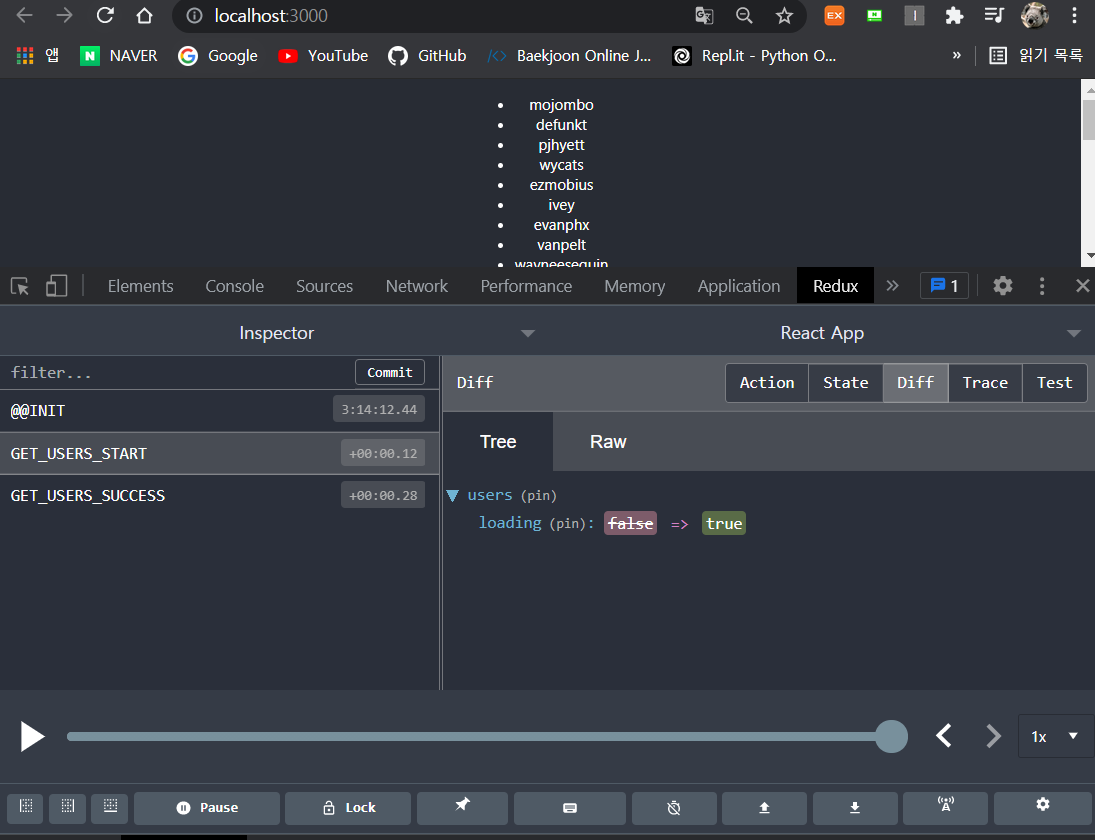 localhost:3000
EX
앱 NAVER Google YouTube GitHub Baekjoon Online J... Repl.it - Python O... » 읽기 목록
mojombo
defunkt
pjhyett
wycats
ezmobius
ivey
evanphx
vanpelt
wayneeseguin
Elements Console Sources Network Performance Memory Application Redux » 1
Inspector React App
filter... Commit
Diff Action State Diff Trace Test
@@INIT 3:14:12.44
Tree Raw
GET_USERS_START +00:00.12
GET_USERS_SUCCESS +00:00.28
users (pin)
loading (pin): false => true
1x
Pause Lock